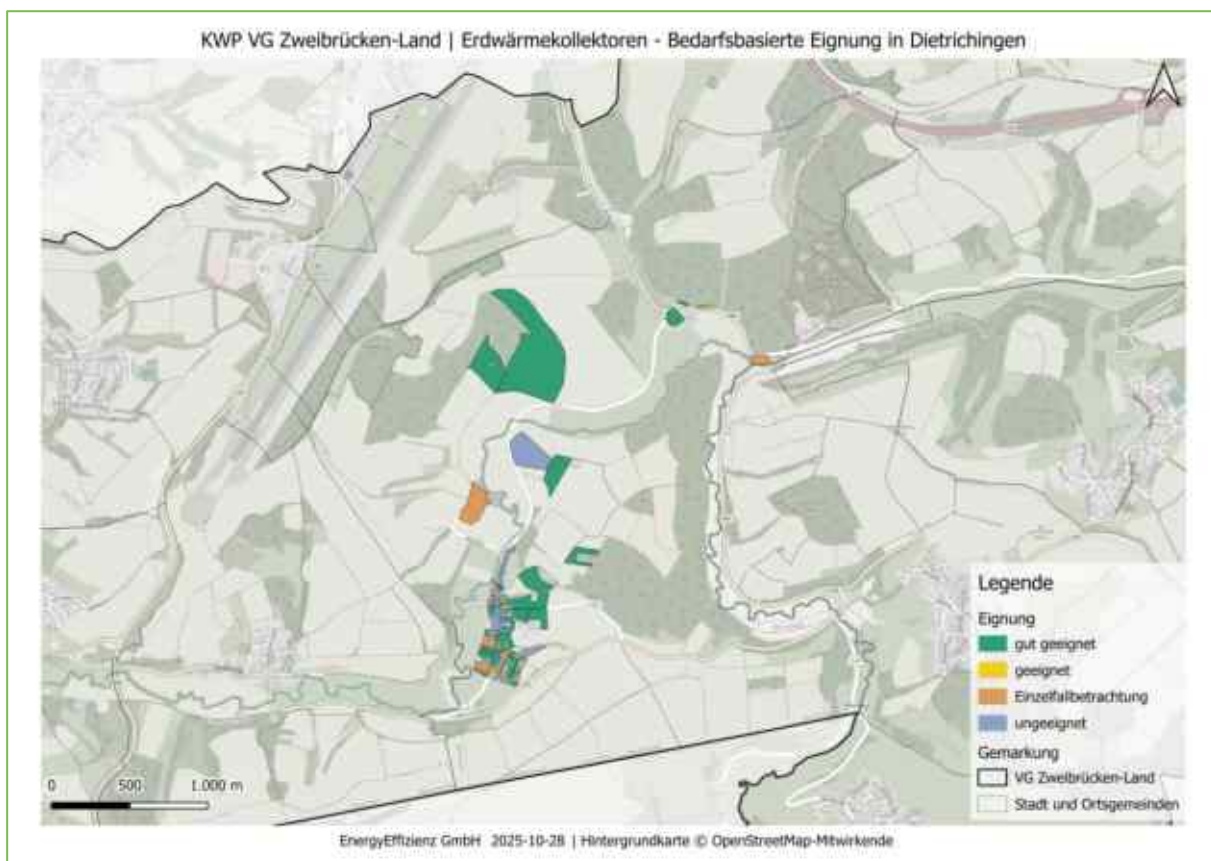 KWP VG Zweibrücken-Land | Erdwärmekollektoren - Bedarfsbasierte Eignung in Dietrichingen
Legende
Eignung
gut geeignet
geeignet
Einzelfallbetrachtung
ungeeignet
Gemarkung
VG Zweibrücken-Land
Stadt und Ortsgemeinden
0 500 1.000 m
EnergyEffizienz GmbH 2025-10-28 | Hintergrundkarte © OpenStreetMap-Mitwirkende